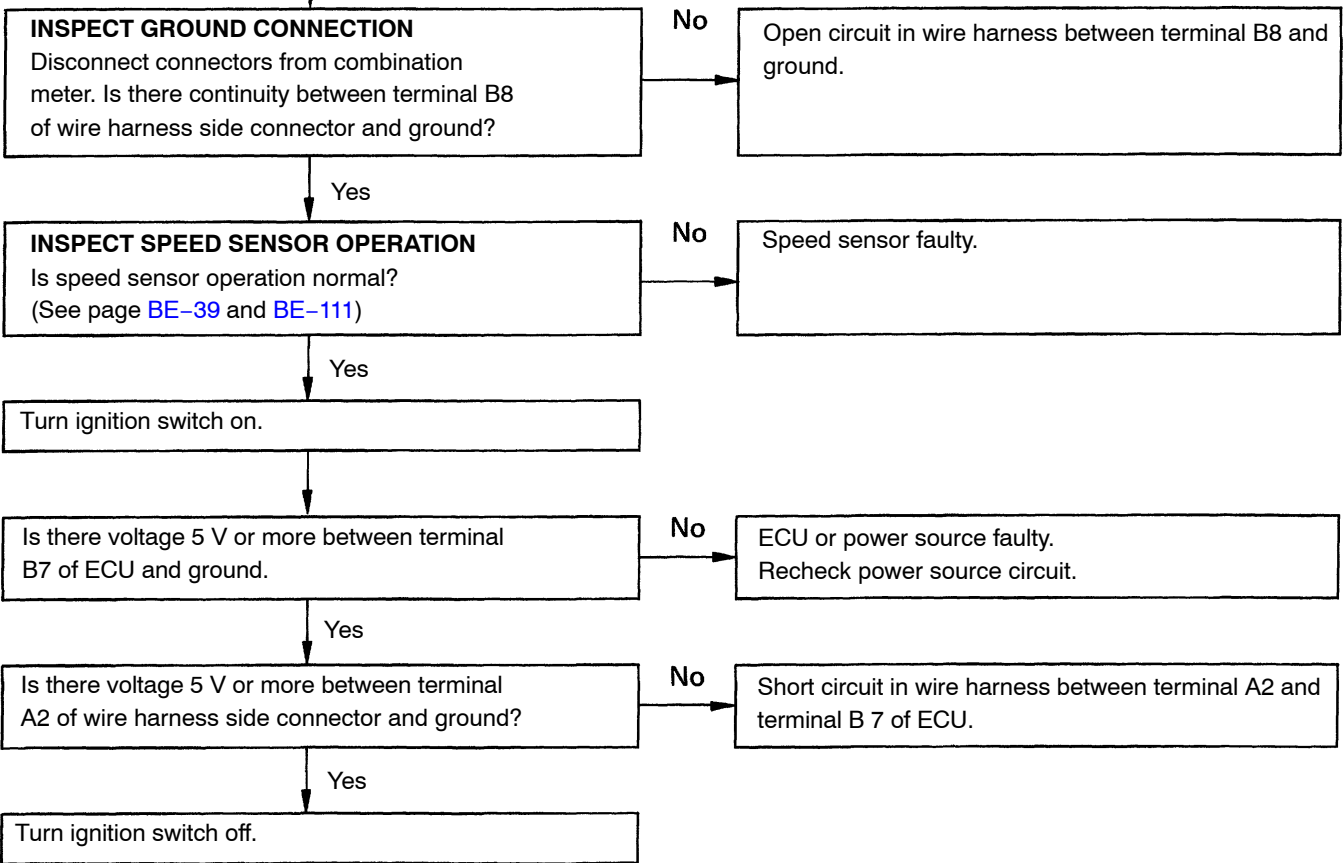 INSPECT GROUND CONNECTION
Disconnect connectors from combination
meter. Is there continuity between terminal B8
of wire harness side connector and ground?
No
Open circuit in wire harness between terminal B8 and
ground.
Yes
INSPECT SPEED SENSOR OPERATION
Is speed sensor operation normal?
(See page BE–39 and BE–111)
No
Speed sensor faulty.
Yes
Turn ignition switch on.
Is there voltage 5 V or more between terminal
B7 of ECU and ground.
No
ECU or power source faulty.
Recheck power source circuit.
Yes
Is there voltage 5 V or more between terminal
A2 of wire harness side connector and ground?
No
Short circuit in wire harness between terminal A2 and
terminal B 7 of ECU.
Yes
Turn ignition switch off.